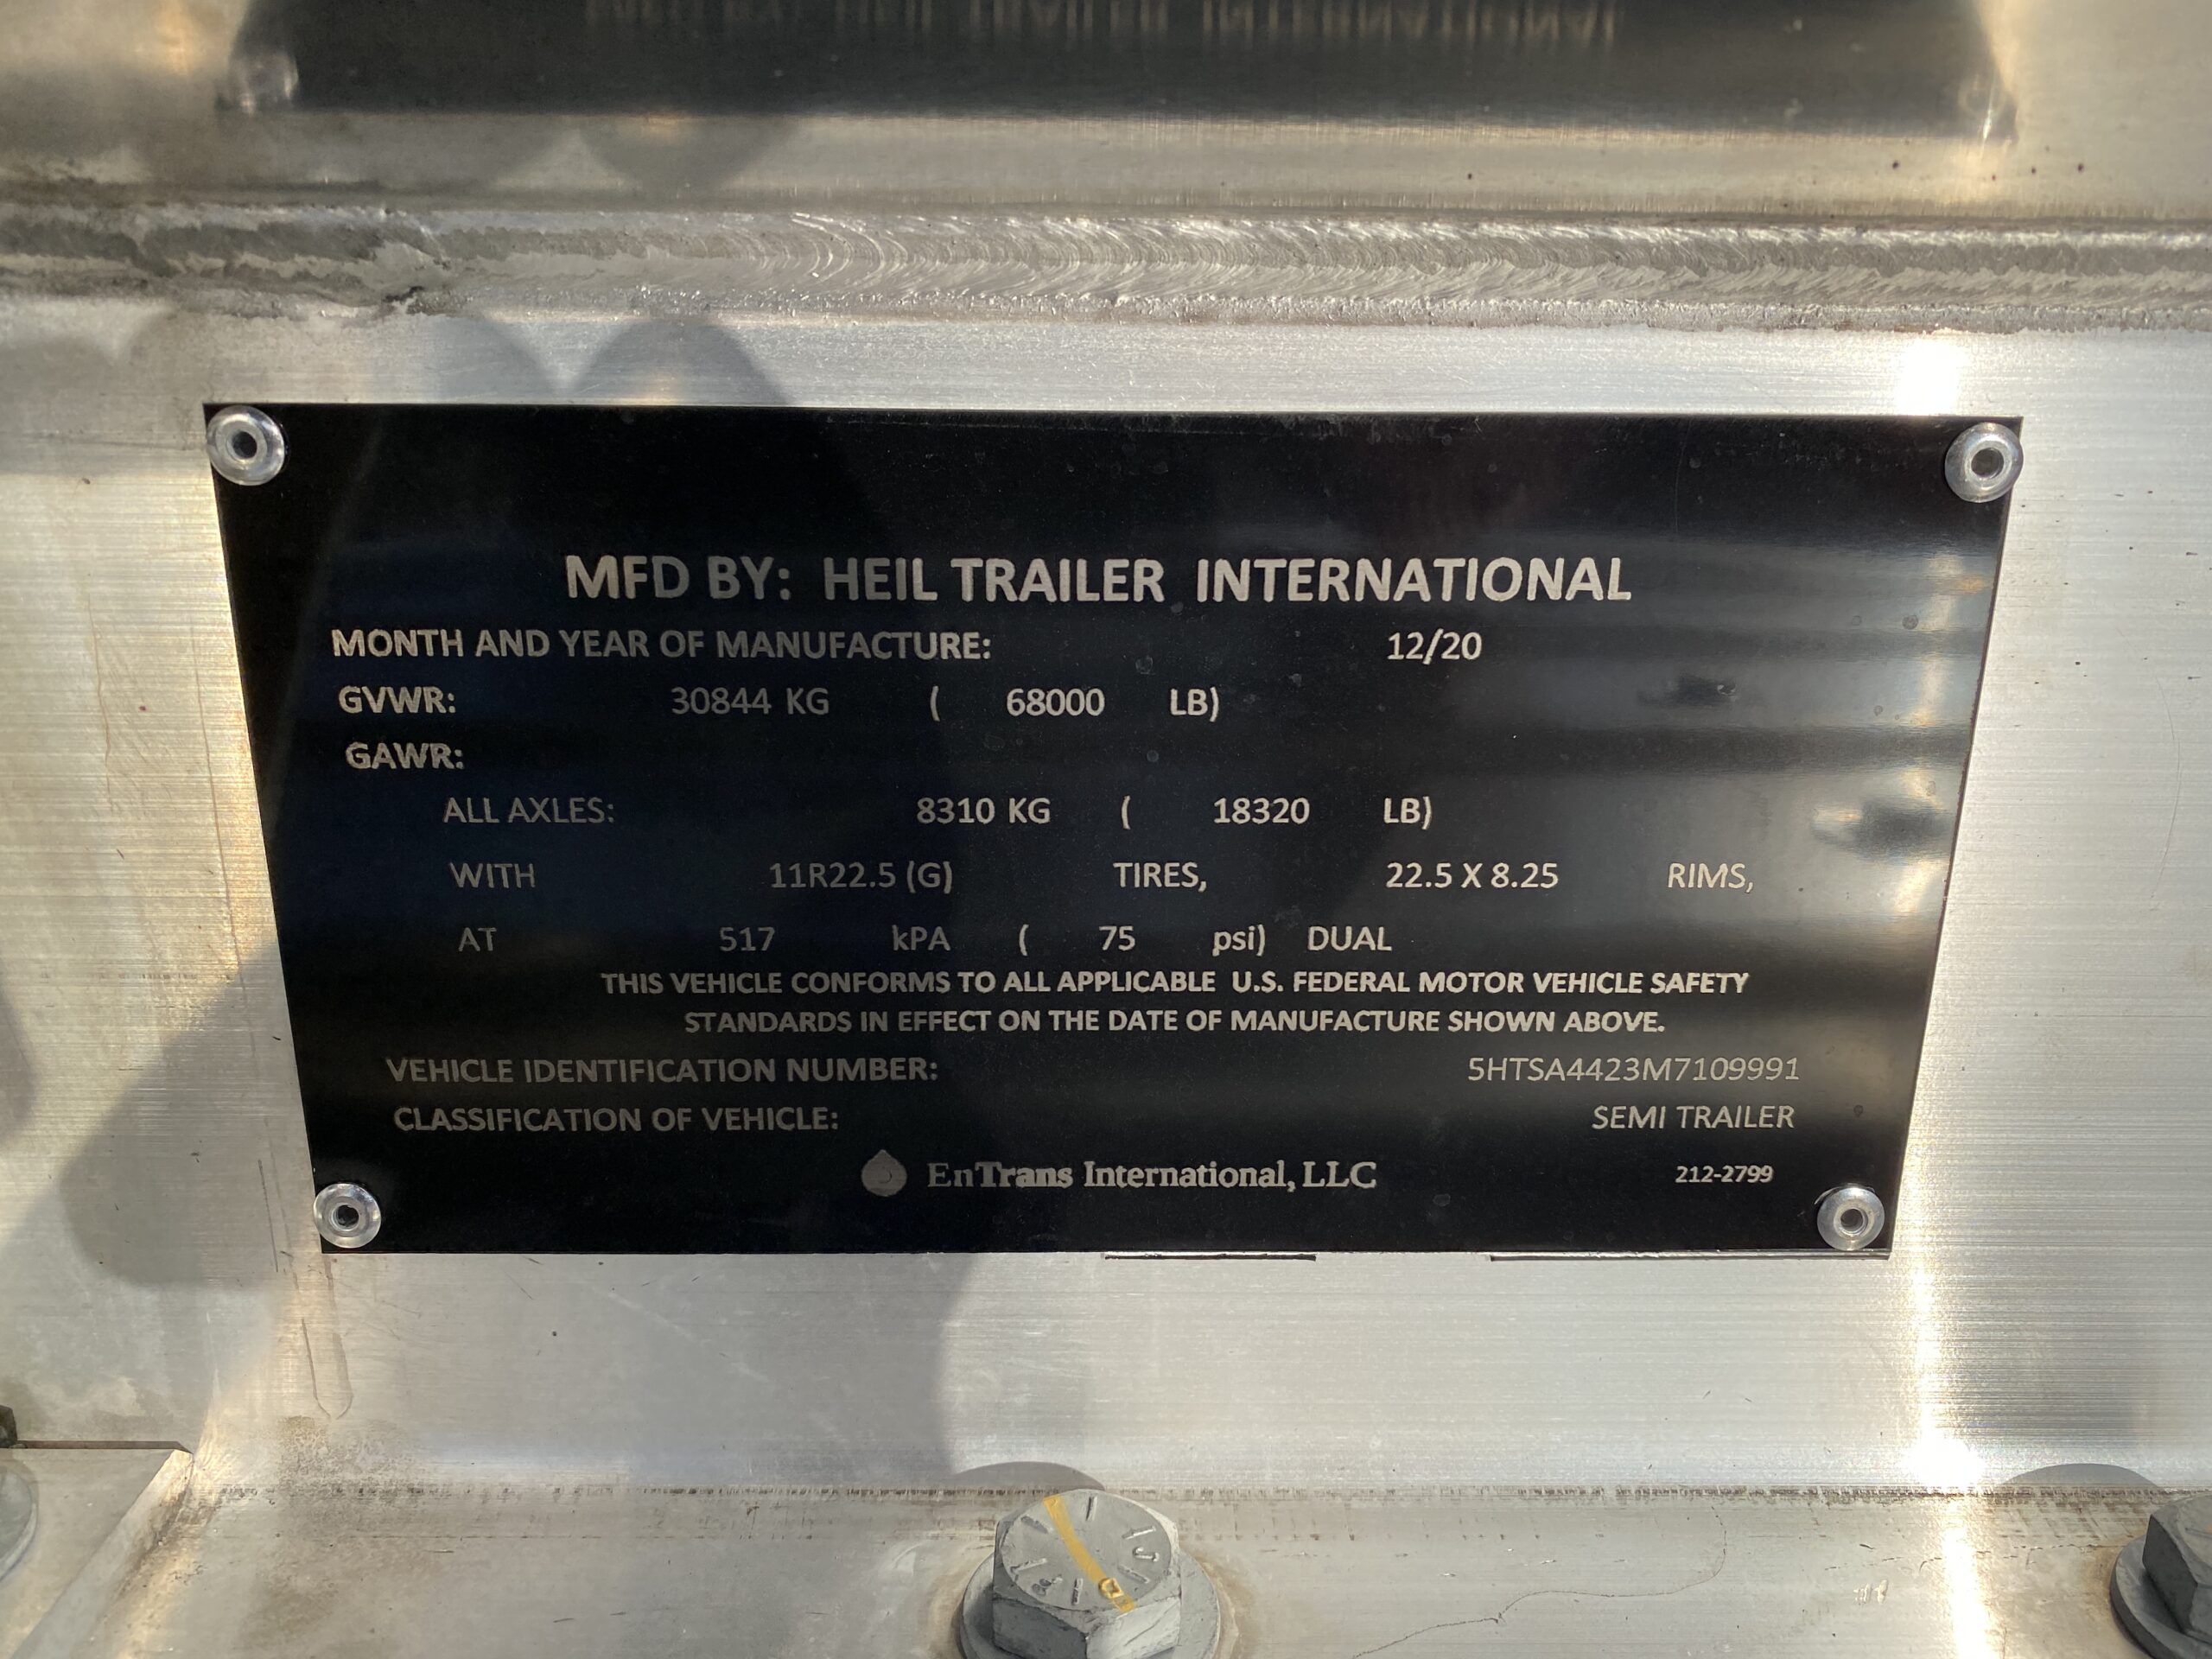 MFD BY: HEIL TRAILER INTERNATIONAL
MONTH AND YEAR OF MANUFACTURE: 12/20
GVWR: 30844 KG ( 68000 LB)
GAWR:
ALL AXLES: 8310 KG ( 18320 LB)
WITH 11R22.5 (G) TIRES, 22.5 X 8.25 RIMS,
AT 517 kPA ( 75 psi) DUAL
THIS VEHICLE CONFORMS TO ALL APPLICABLE U.S. FEDERAL MOTOR VEHICLE SAFETY
STANDARDS IN EFFECT ON THE DATE OF MANUFACTURE SHOWN ABOVE.
VEHICLE IDENTIFICATION NUMBER: 5HTSA4423M7109991
CLASSIFICATION OF VEHICLE: SEMI TRAILER
EnTrans International, LLC 212-2799